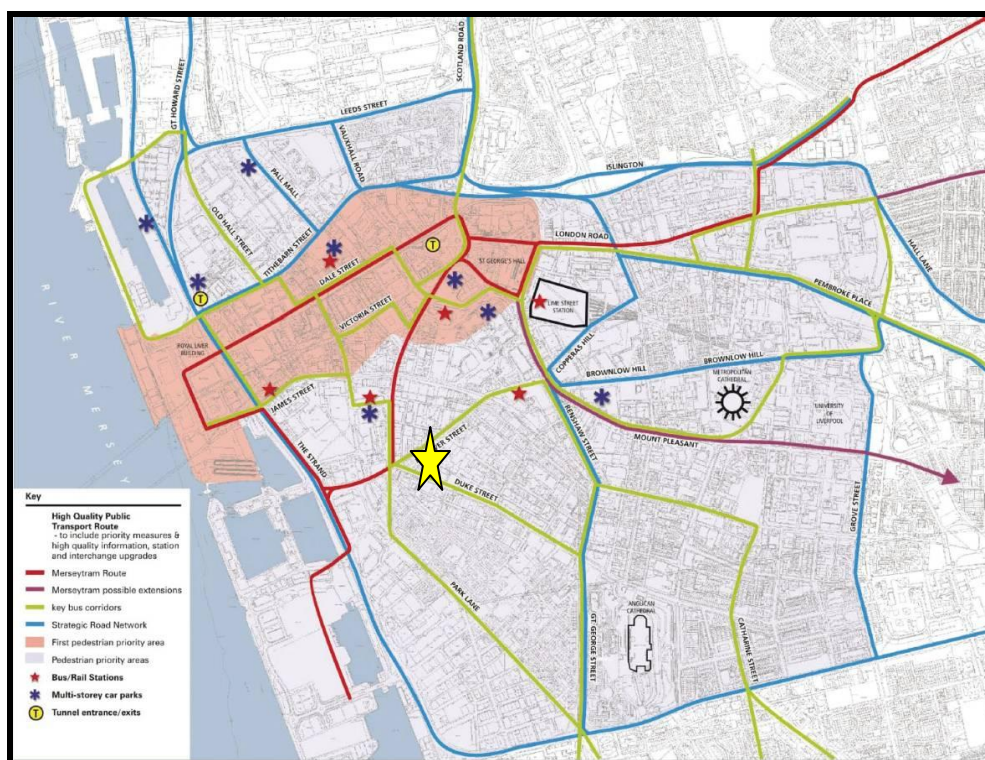 SCOTLAND ROAD
GT HOWARD STREET
LEEDS STREET
VAUXHALL ROAD
ISLINGTON
PALL MALL
OLD HALL STREET
TITHEBARN STREET
LONDON ROAD
HALL LANE
T
DALE STREET
ST GEORGE'S HALL
T
LIME STREET
STATION
PEMBROKE PLACE
VICTORIA STREET
RIVER MERSEY
ROYAL LIVER
BUILDING
COPPERAS HILL
BROWNLOW HILL
BROWNLOW HILL
METROPOLITAN
CATHEDRAL
JAMES STREET
RENSHAW STREET
UNIVERSITY
OF
LIVERPOOL
MOUNT PLEASANT
THE STRAND
STREET
DUKE STREET
GROVE STREET
PARK LANE
ANGLICAN
CATHEDRAL
GT GEORGE STREET
CATHARINE STREET
Key
High Quality Public
Transport Route
- to include priority measures &
high quality information, station
and interchange upgrades
Merseytram Route
Merseytram possible extensions
key bus corridors
Strategic Road Network
First pedestrian priority area
Pedestrian priority areas
Bus/Rail Stations
Multi-storey car parks
T
Tunnel entrance/exits